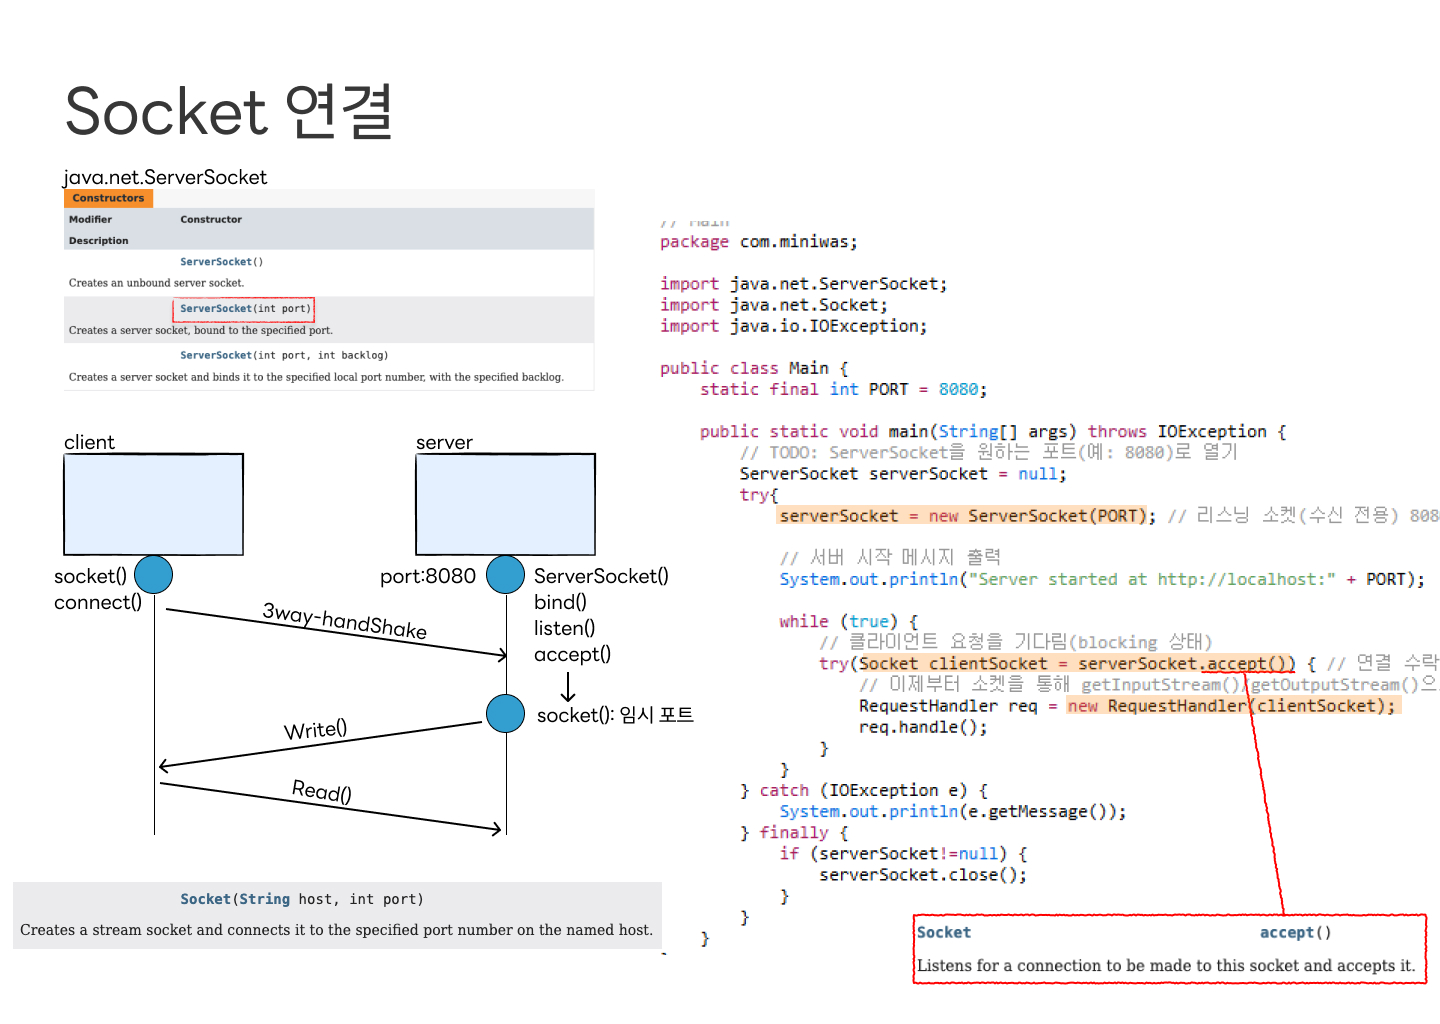 Socket 연결
java.net.ServerSocket
Constructors
Modifier Constructor
Description
ServerSocket()
Creates an unbound server socket.
ServerSocket(int port)
Creates a server socket, bound to the specified port.
ServerSocket(int port, int backlog)
Creates a server socket and binds it to the specified local port number, with the specified backlog.
client
server
socket()
connect()
port:8080
ServerSocket()
bind()
listen()
accept()
3way-handShake
socket(): 임시 포트
Write()
Read()
Socket(String host, int port)
Creates a stream socket and connects it to the specified port number on the named host.
// Main
package com.miniwas;
import java.net.ServerSocket;
import java.net.Socket;
import java.io.IOException;
public class Main {
static final int PORT = 8080;
public static void main(String[] args) throws IOException {
// TODO: ServerSocket을 원하는 포트(예: 8080)로 열기
ServerSocket serverSocket = null;
try{
serverSocket = new ServerSocket(PORT); // 리스닝 소켓(수신 전용) 808
// 서버 시작 메시지 출력
System.out.println("Server started at http://localhost:" + PORT);
while (true) {
// 클라이언트 요청을 기다림(blocking 상태)
try(Socket clientSocket = serverSocket.accept()) { // 연결 수락
// 이제부터 소켓을 통해 getInputStream()/getOutputStream()으
RequestHandler req = new RequestHandler(clientSocket);
req.handle();
}
}
} catch (IOException e) {
System.out.println(e.getMessage());
} finally {
if (serverSocket!=null) {
serverSocket.close();
}
}
}
Socket accept()
Listens for a connection to be made to this socket and accepts it.